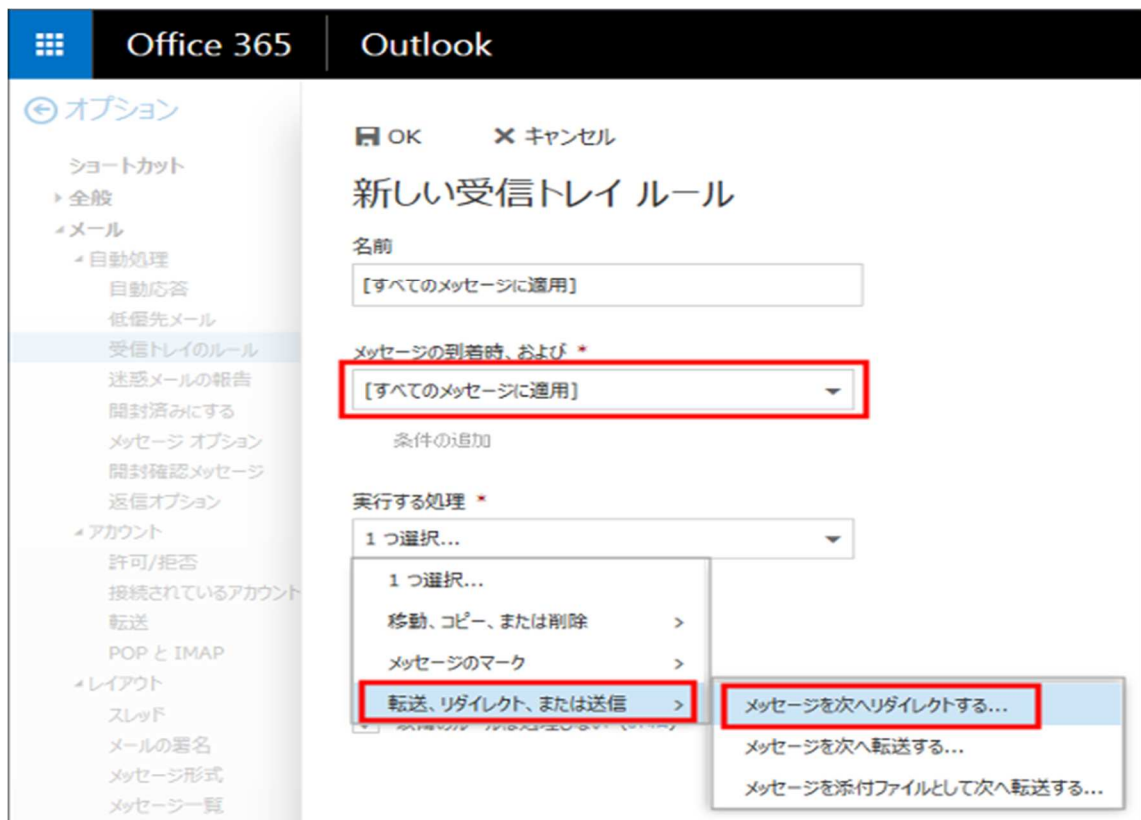 Office 365 Outlook
オプション
ショートカット
全般
メール
自動処理
自動応答
低優先メール
受信トレイのルール
迷惑メールの報告
開封済みにする
メッセージ オプション
開封確認メッセージ
返信オプション
アカウント
許可/拒否
接続されているアカウント
転送
POP と IMAP
レイアウト
スレッド
メールの署名
メッセージ形式
メッセージ一覧
OK キャンセル
新しい受信トレイ ルール
名前
[すべてのメッセージに適用]
メッセージの到着時、および *
[すべてのメッセージに適用]
条件の追加
実行する処理 *
1 つ選択...
1 つ選択...
移動、コピー、または削除
メッセージのマーク
転送、リダイレクト、または送信
メッセージを次へリダイレクトする...
メッセージを次へ転送する...
メッセージを添付ファイルとして次へ転送する...